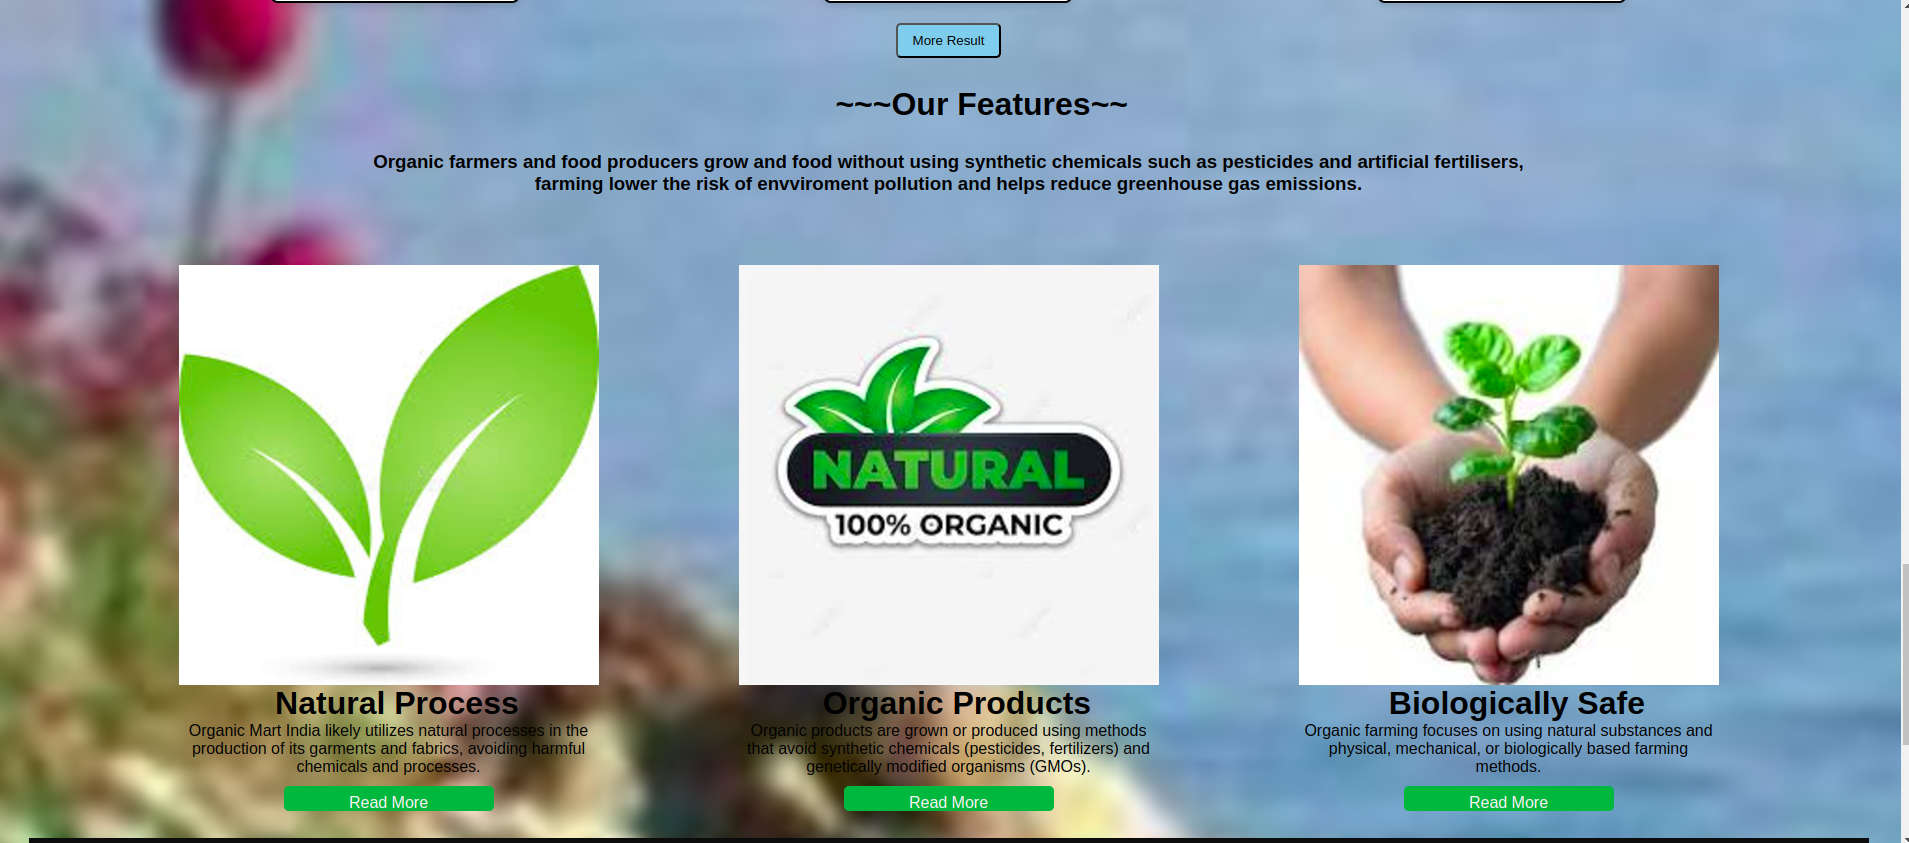 More Result
~~~Our Features~~
Organic farmers and food producers grow and food without using synthetic chemicals such as pesticides and artificial fertilisers,
farming lower the risk of envviroment pollution and helps reduce greenhouse gas emissions.
NATURAL
100% ORGANIC
Natural Process
Organic Mart India likely utilizes natural processes in the
production of its garments and fabrics, avoiding harmful
chemicals and processes.
Read More
Organic Products
Organic products are grown or produced using methods
that avoid synthetic chemicals (pesticides, fertilizers) and
genetically modified organisms (GMOs).
Read More
Biologically Safe
Organic farming focuses on using natural substances and
physical, mechanical, or biologically based farming
methods.
Read More